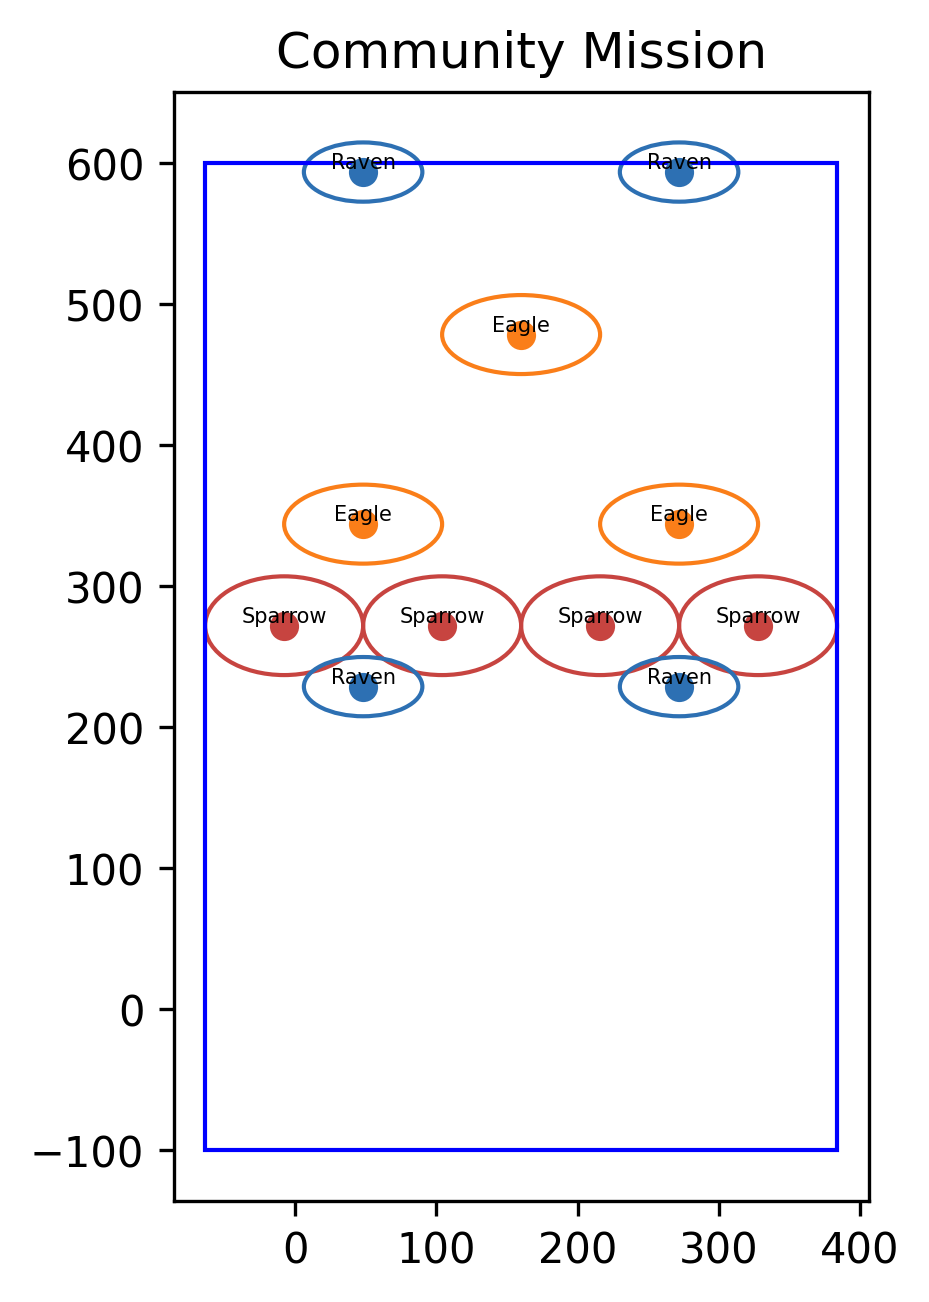 Community Mission
600
Raven Raven
500
Eagle
400
Eagle Eagle
300
Sparrow Sparrow Sparrow Sparrow
Raven Raven
200
100
0
−100
0 100 200 300 400